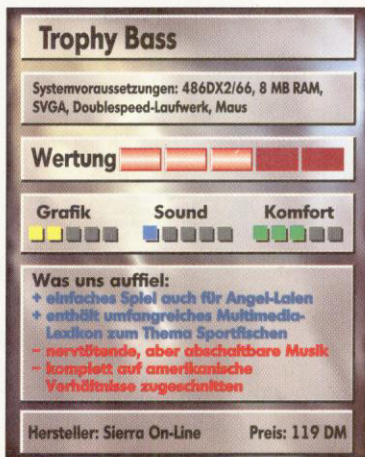 Trophy Bass
Systemvoraussetzungen: 486DX2/66, 8 MB RAM,
SVGA, Doublespeed-Laufwerk, Maus
Wertung
Grafik Sound Komfort
Was uns auffiel:
+ einfaches Spiel auch für Angel-Laien
+ enthält umfangreiches Multimedia-
Lexikon zum Thema Sportfischen
– nervtötende, aber abschaltbare Musik
– komplett auf amerikanische
Verhältnisse zugeschnitten
Hersteller: Sierra On-Line Preis: 119 DM